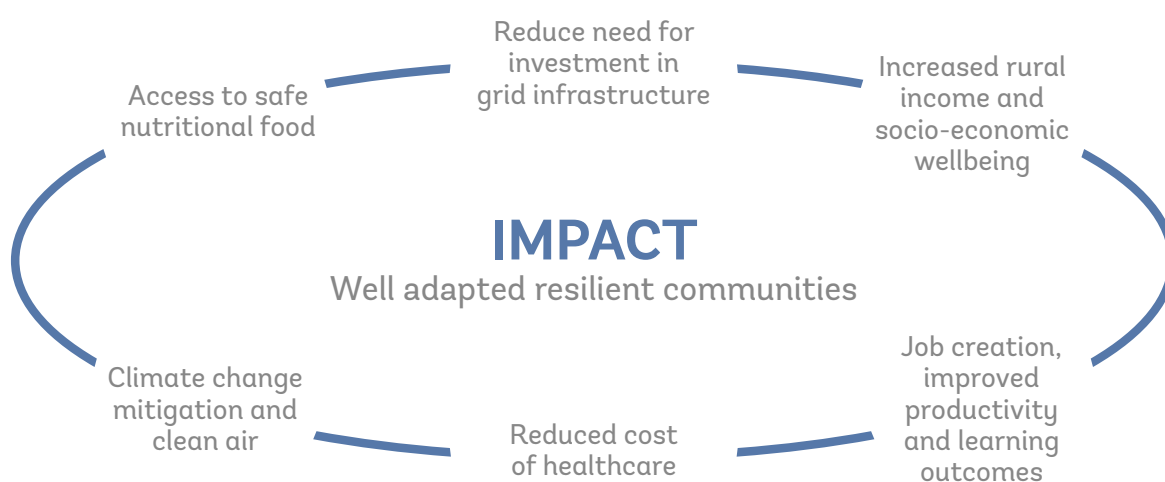 Reduce need for
investment in
grid infrastructure
Increased rural
income and
socio-economic
wellbeing
Access to safe
nutritional food
IMPACT
Well adapted resilient communities
Job creation,
improved
productivity
and learning
outcomes
Climate change
mitigation and
clean air
Reduced cost
of healthcare